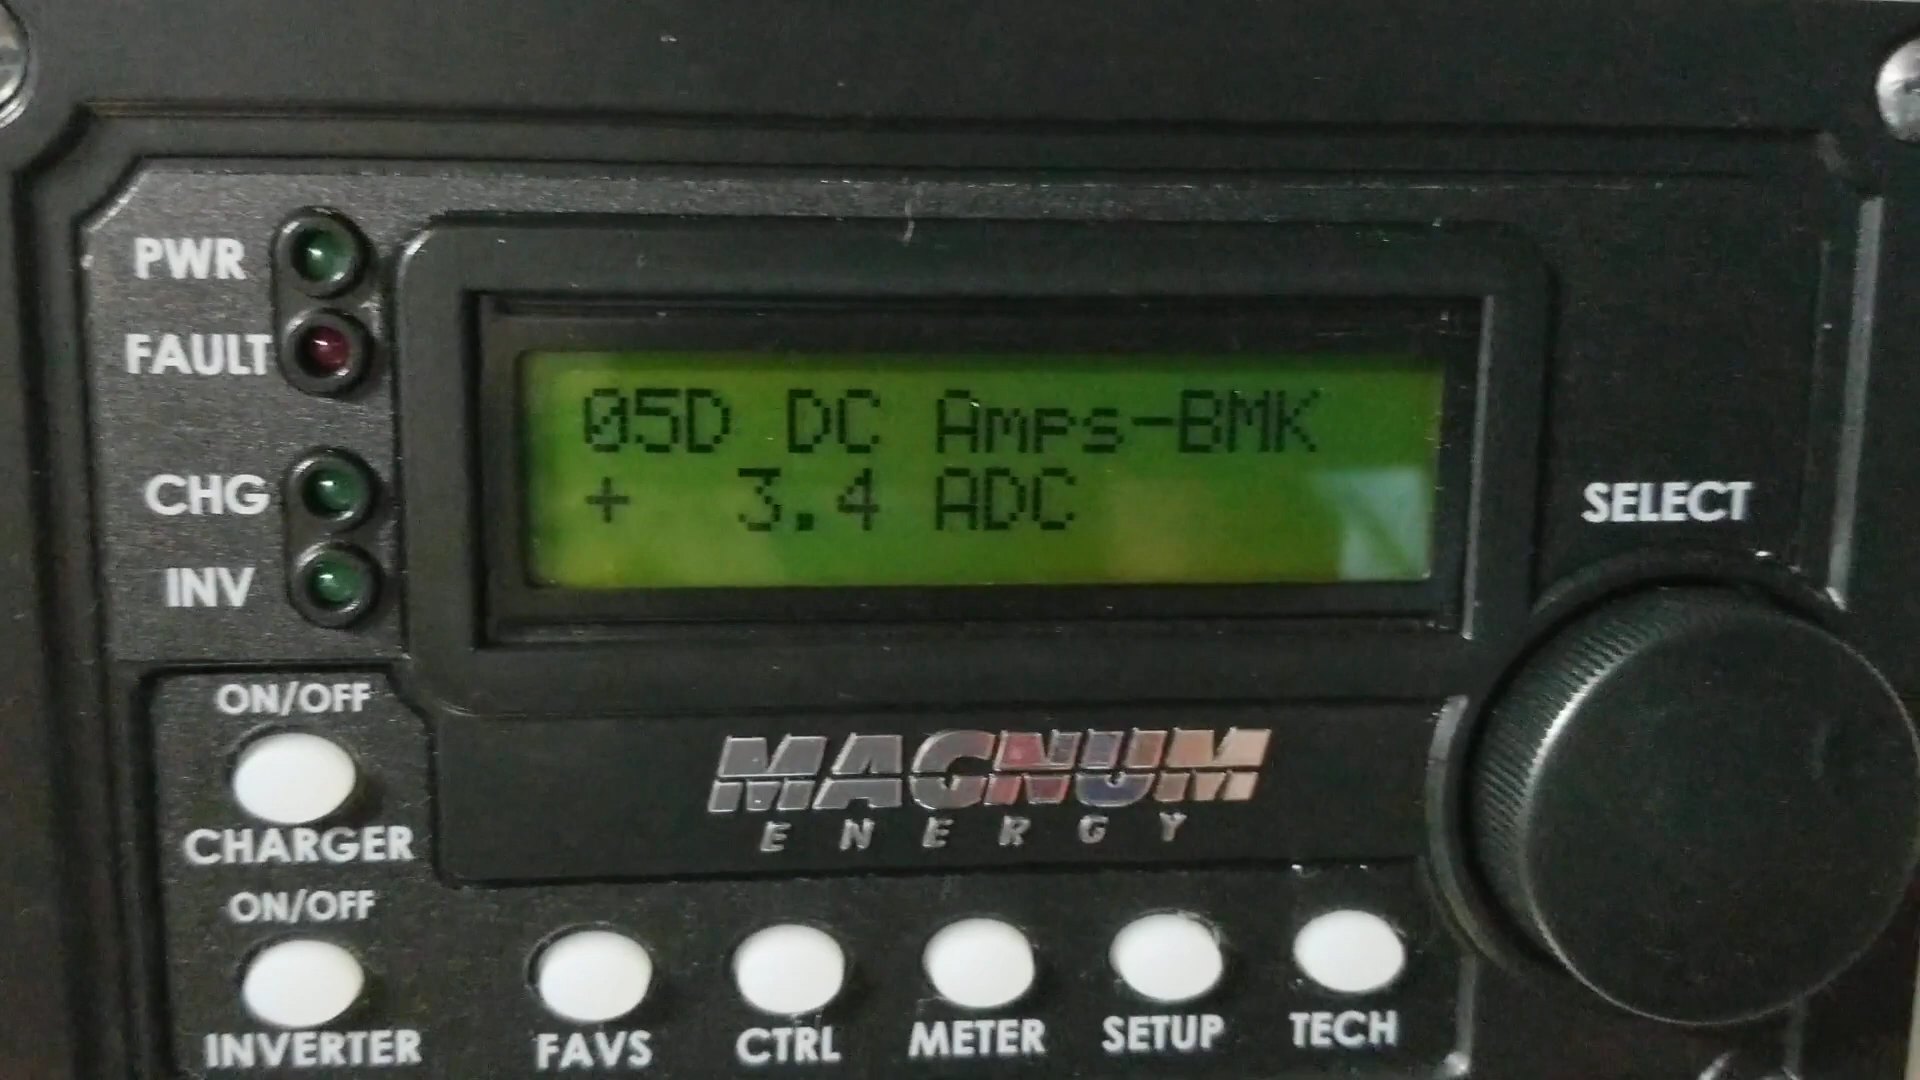 PWR
FAULT
CHG
INV
05D DC Amps-BMK
+ 3.4 ADC
SELECT
ON/OFF
CHARGER
ON/OFF
INVERTER
MAGNUM
ENERGY
FAVS
CTRL
METER
SETUP
TECH